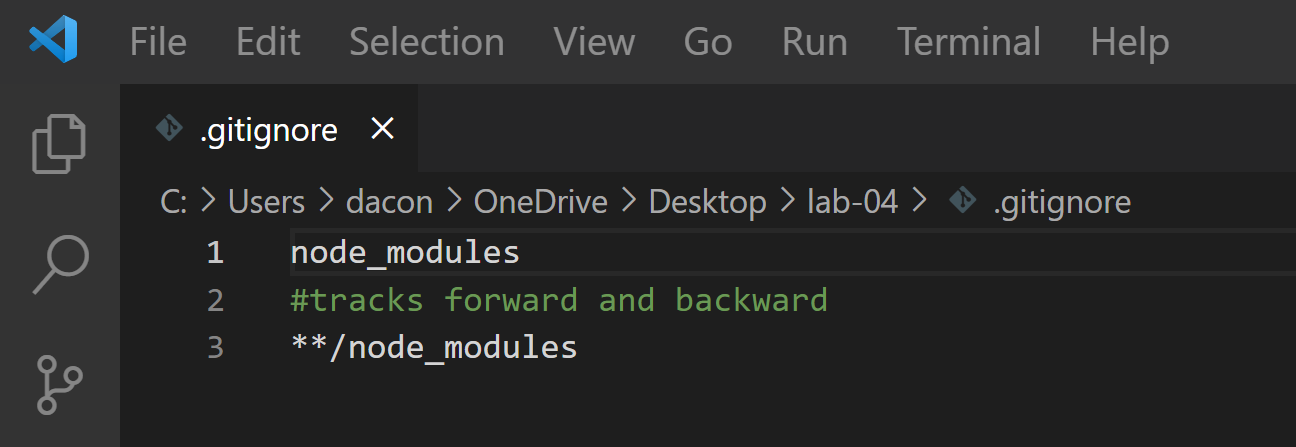 File Edit Selection View Go Run Terminal Help
.gitignore
C: > Users > dacon > OneDrive > Desktop > lab-04 > .gitignore
1 node_modules
2 #tracks forward and backward
3 **/node_modules